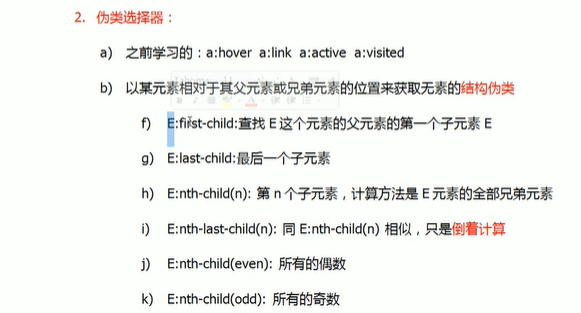 2. 伪类选择器：
a) 之前学习的：a:hover a:link a:active a:visited
b) 以某元素相对于其父元素或兄弟元素的位置来获取无素的结构伪类
f) E:first-child:查找 E 这个元素的父元素的第一个子元素 E
g) E:last-child:最后一个子元素
h) E:nth-child(n): 第 n 个子元素，计算方法是 E 元素的全部兄弟元素
i) E:nth-last-child(n): 同 E:nth-child(n) 相似，只是倒着计算
j) E:nth-child(even): 所有的偶数
k) E:nth-child(odd): 所有的奇数